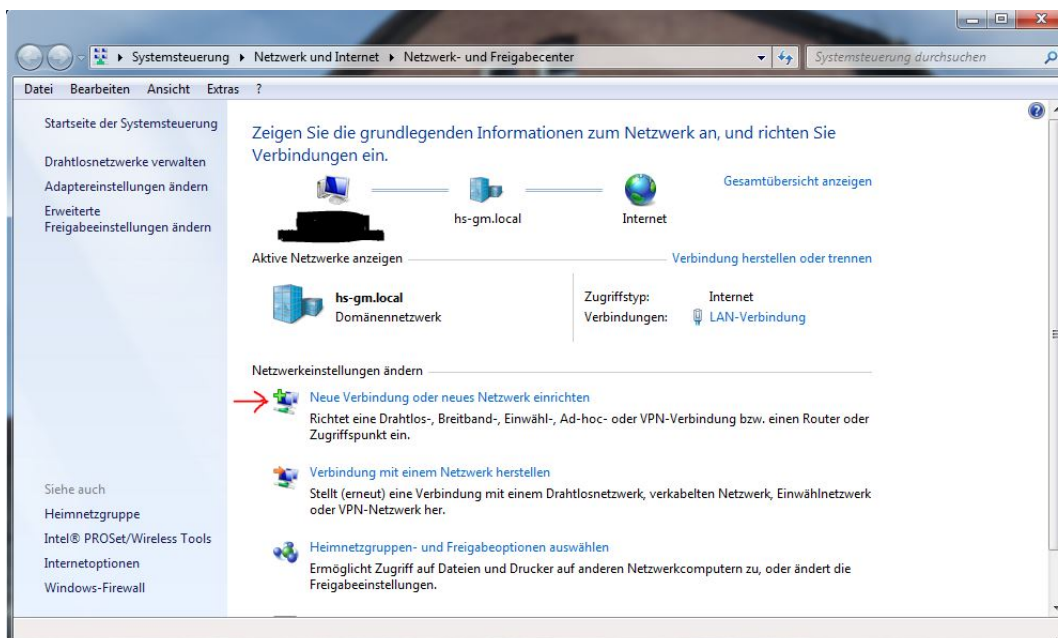 Systemsteuerung
Netzwerk und Internet
Netzwerk- und Freigabecenter
Systemsteuerung durchsuchen
Datei Bearbeiten Ansicht Extras ?
Startseite der Systemsteuerung
Drahtlosnetzwerke verwalten
Adaptereinstellungen ändern
Erweiterte
Freigabeeinstellungen ändern
Siehe auch
Heimnetzgruppe
Intel® PROSet/Wireless Tools
Internetoptionen
Windows-Firewall
Zeigen Sie die grundlegenden Informationen zum Netzwerk an, und richten Sie
Verbindungen ein.
Gesamtübersicht anzeigen
hs-gm.local
Internet
Aktive Netzwerke anzeigen
Verbindung herstellen oder trennen
hs-gm.local
Domänennetzwerk
Zugriffstyp: Internet
Verbindungen: LAN-Verbindung
Netzwerkeinstellungen ändern
Neue Verbindung oder neues Netzwerk einrichten
Richtet eine Drahtlos-, Breitband-, Einwähl-, Ad-hoc- oder VPN-Verbindung bzw. einen Router oder
Zugriffspunkt ein.
Verbindung mit einem Netzwerk herstellen
Stellt (erneut) eine Verbindung mit einem Drahtlosnetzwerk, verkabelten Netzwerk, Einwählnetzwerk
oder VPN-Netzwerk her.
Heimnetzgruppen- und Freigabeoptionen auswählen
Ermöglicht Zugriff auf Dateien und Drucker auf anderen Netzwerkcomputern zu, oder ändert die
Freigabeeinstellungen.